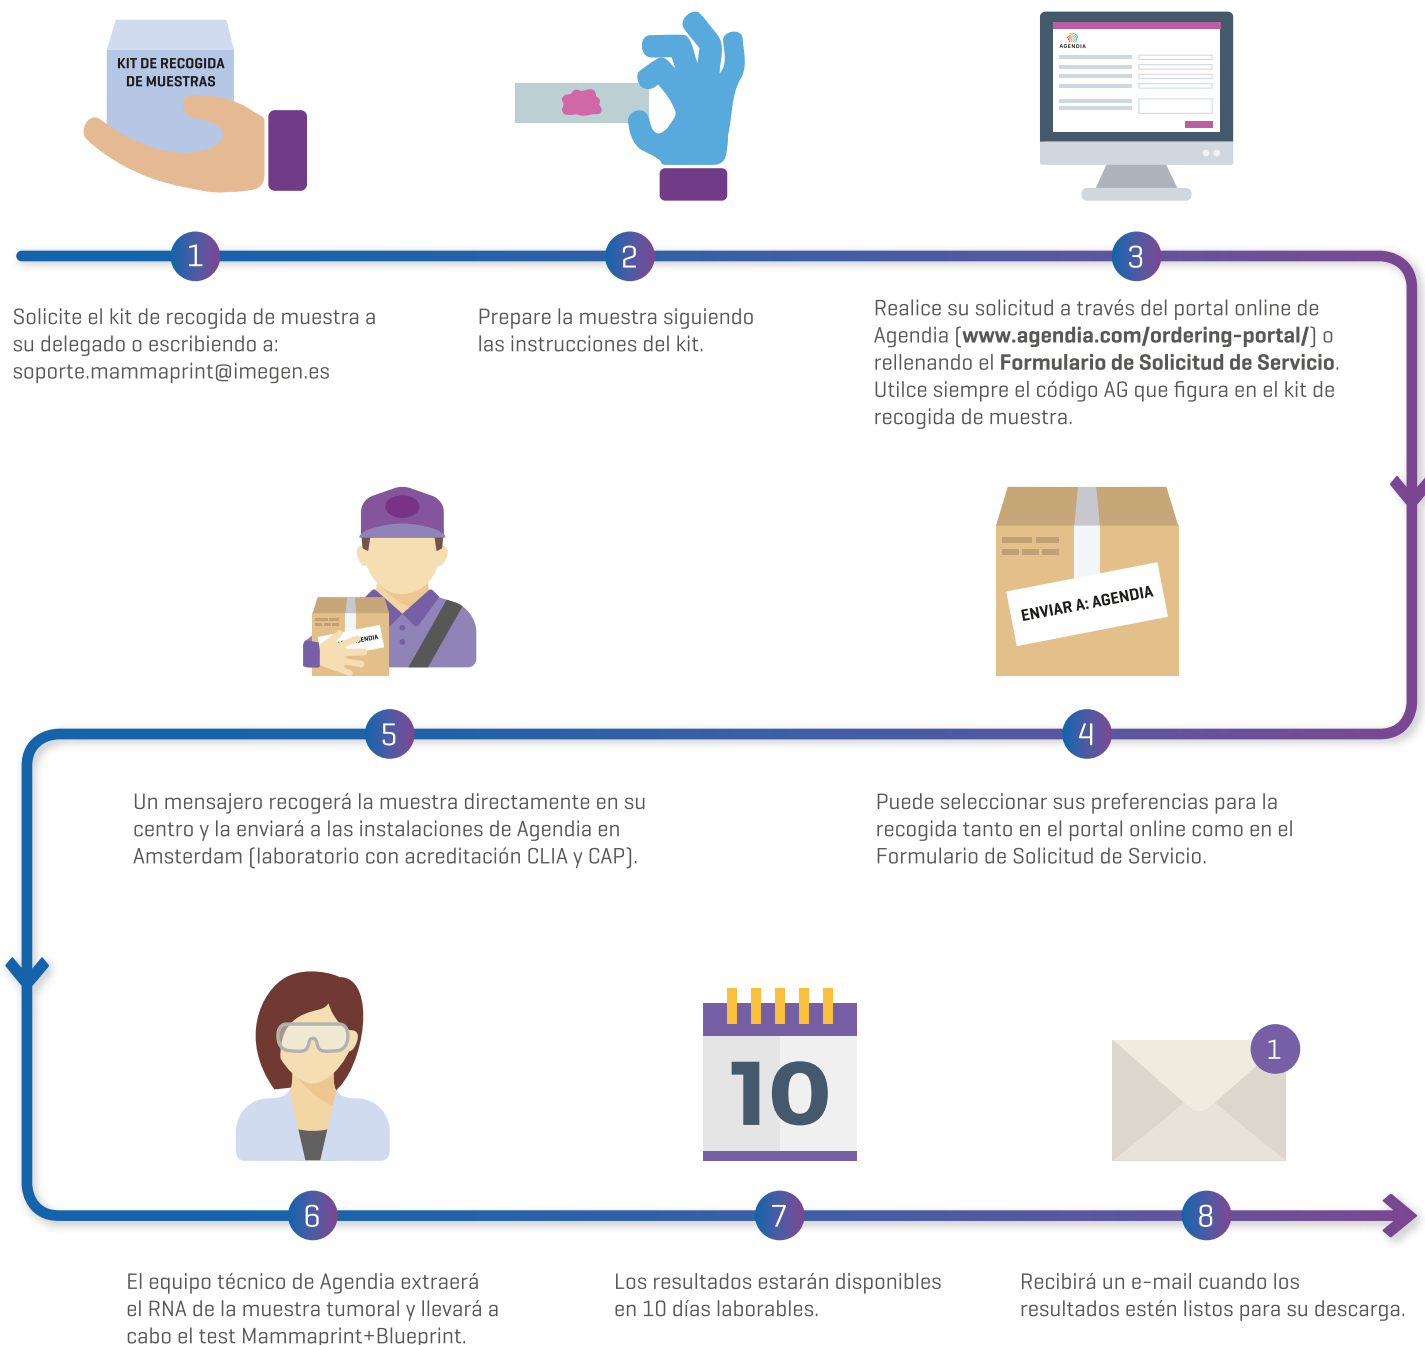 KIT DE RECOGIDA
DE MUESTRAS
AGENDIA
1
2
3
Solicite el kit de recogida de muestra a
su delegado o escribiendo a:
soporte.mammaprint@imegen.es
Prepare la muestra siguiendo
las instrucciones del kit.
Realice su solicitud a través del portal online de
Agendia (www.agendia.com/ordering-portal/) o
rellenando el Formulario de Solicitud de Servicio.
Utilce siempre el código AG que figura en el kit de
recogida de muestra.
ENVIAR A: AGENDIA
5
4
Un mensajero recogerá la muestra directamente en su
centro y la enviará a las instalaciones de Agendia en
Amsterdam (laboratorio con acreditación CLIA y CAP).
Puede seleccionar sus preferencias para la
recogida tanto en el portal online como en el
Formulario de Solicitud de Servicio.
10
1
6
7
8
El equipo técnico de Agendia extraerá
el RNA de la muestra tumoral y llevará a
cabo el test Mammaprint+Blueprint.
Los resultados estarán disponibles
en 10 días laborables.
Recibirá un e-mail cuando los
resultados estén listos para su descarga.